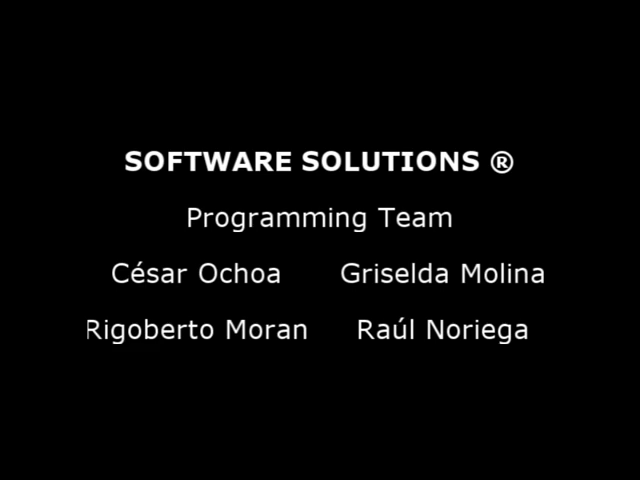 SOFTWARE SOLUTIONS ®
Programming Team
César Ochoa Griselda Molina
Rigoberto Moran Raúl Noriega